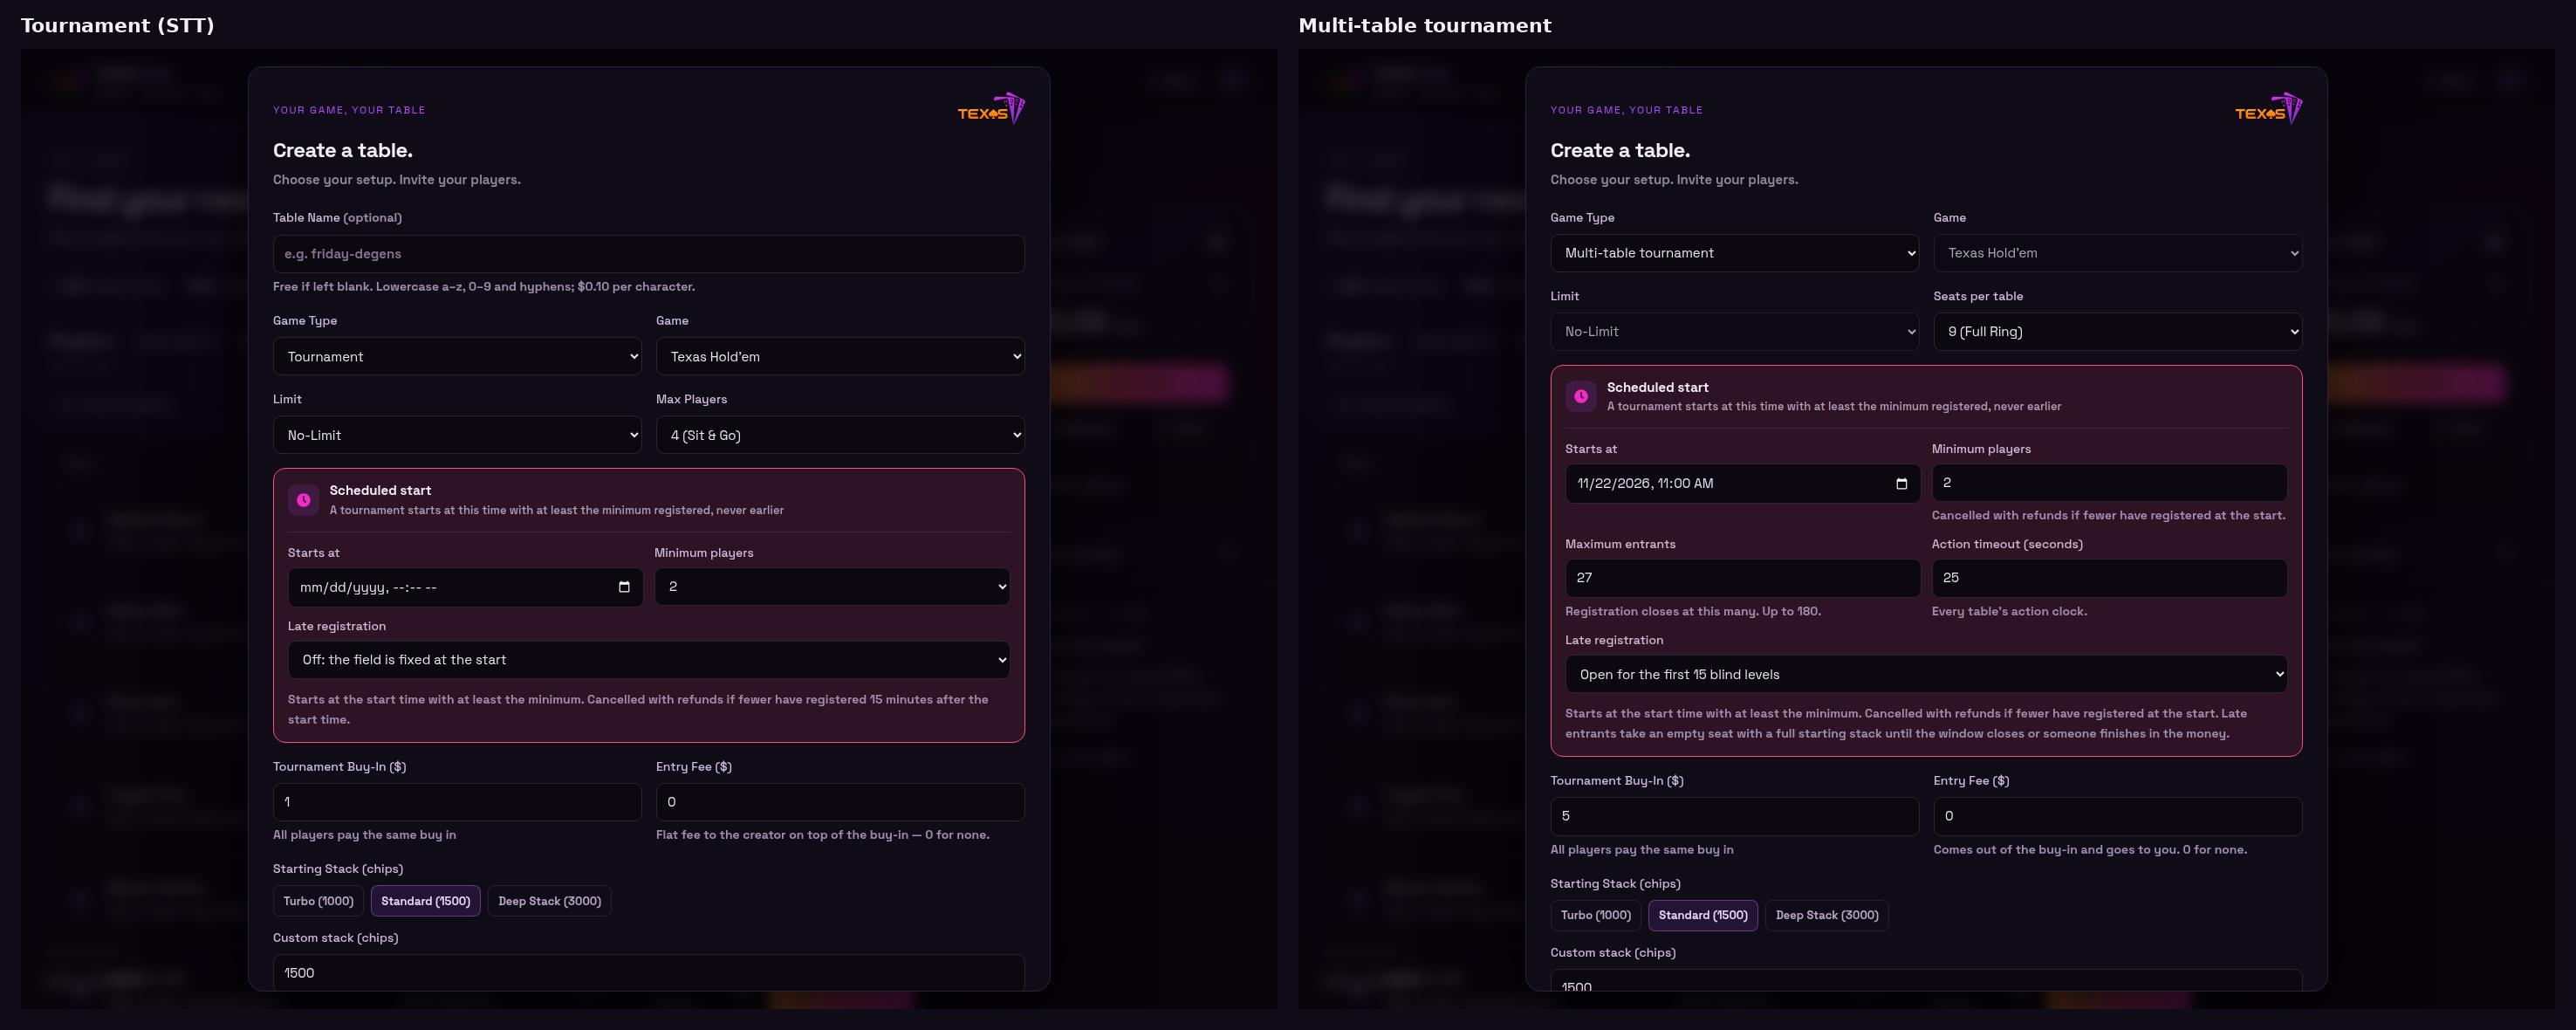 Tournament (STT)
YOUR GAME, YOUR TABLE
TEXAS
Create a table.
Choose your setup. Invite your players.
Table Name (optional)
e.g. friday-degens
Free if left blank. Lowercase a–z, 0–9 and hyphens; $0.10 per character.
Game Type
Game
Tournament
Texas Hold'em
Limit
Max Players
No-Limit
4 (Sit & Go)
Scheduled start
A tournament starts at this time with at least the minimum registered, never earlier
Starts at
Minimum players
mm/dd/yyyy, --:-- --
2
Late registration
Off: the field is fixed at the start
Starts at the start time with at least the minimum. Cancelled with refunds if fewer have registered 15 minutes after the
start time.
Tournament Buy-In ($)
Entry Fee ($)
1
0
All players pay the same buy in
Flat fee to the creator on top of the buy-in — 0 for none.
Starting Stack (chips)
Turbo (1000)
Standard (1500)
Deep Stack (3000)
Custom stack (chips)
1500
Multi-table tournament
YOUR GAME, YOUR TABLE
TEXAS
Create a table.
Choose your setup. Invite your players.
Game Type
Game
Multi-table tournament
Texas Hold'em
Limit
Seats per table
No-Limit
9 (Full Ring)
Scheduled start
A tournament starts at this time with at least the minimum registered, never earlier
Starts at
Minimum players
11/22/2026, 11:00 AM
2
Cancelled with refunds if fewer have registered at the start.
Maximum entrants
Action timeout (seconds)
27
25
Registration closes at this many. Up to 180.
Every table's action clock.
Late registration
Open for the first 15 blind levels
Starts at the start time with at least the minimum. Cancelled with refunds if fewer have registered at the start. Late
entrants take an empty seat with a full starting stack until the window closes or someone finishes in the money.
Tournament Buy-In ($)
Entry Fee ($)
5
0
All players pay the same buy in
Comes out of the buy-in and goes to you. 0 for none.
Starting Stack (chips)
Turbo (1000)
Standard (1500)
Deep Stack (3000)
Custom stack (chips)
1500